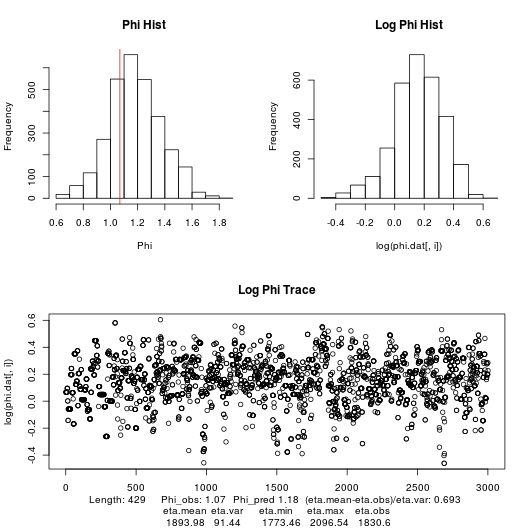 Phi Hist
Log Phi Hist
Frequency
100 300 500
0.6 0.8 1.0 1.2 1.4 1.6 1.8
Phi
Frequency
0 200 400 600
-0.4 -0.2 0.0 0.2 0.4 0.6
log(phi.dat[, i])
Log Phi Trace
log(phi.dat[, i])
-0.4 -0.2 0.0 0.2 0.4 0.6
0 500 1000 1500 2000 2500 3000
Length: 429 Phi_obs: 1.07 Phi_pred 1.18 (eta.mean-eta.obs)/eta.var: 0.693
eta.mean eta.var eta.min eta.max eta.obs
1893.98 91.44 1773.46 2096.54 1830.6